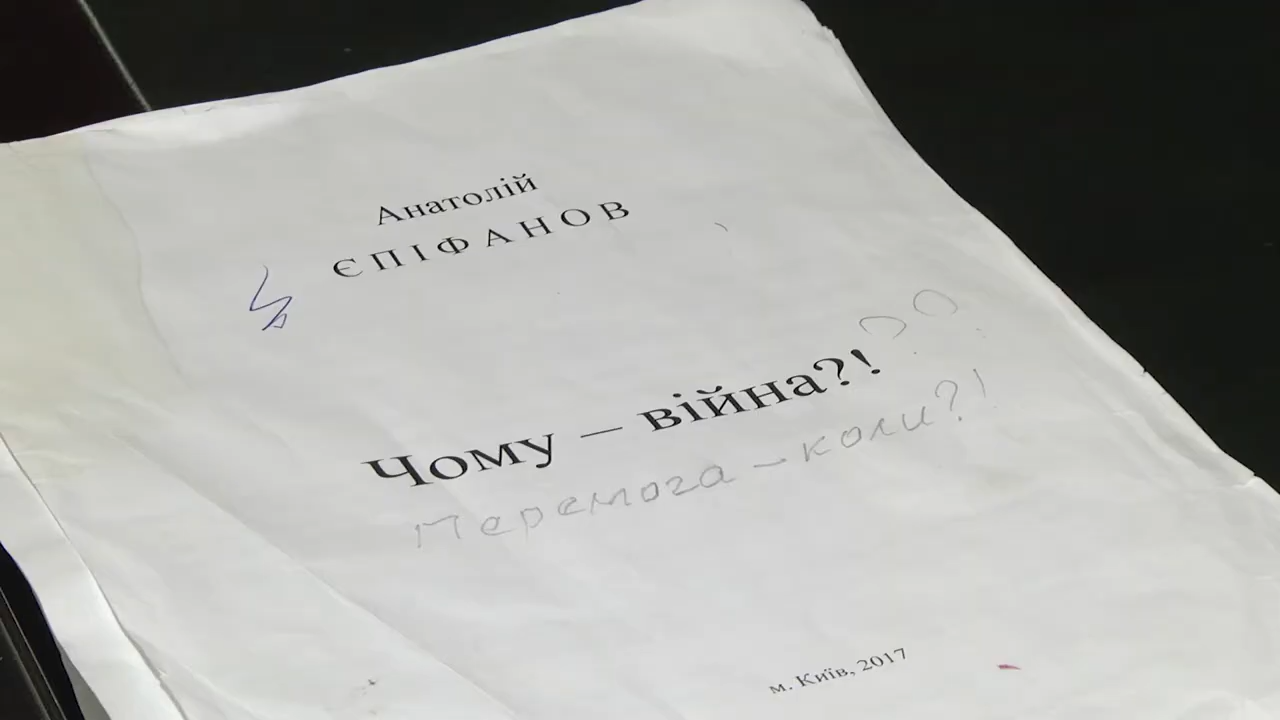 Анатолій
ЄПІФАНОВ
Чому – війна?! ??
Перемога – коли?!
м. Київ, 2017